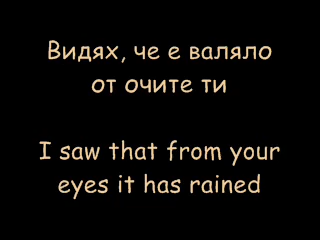 Видях, че е валяло
от очите ти
I saw that from your
eyes it has rained